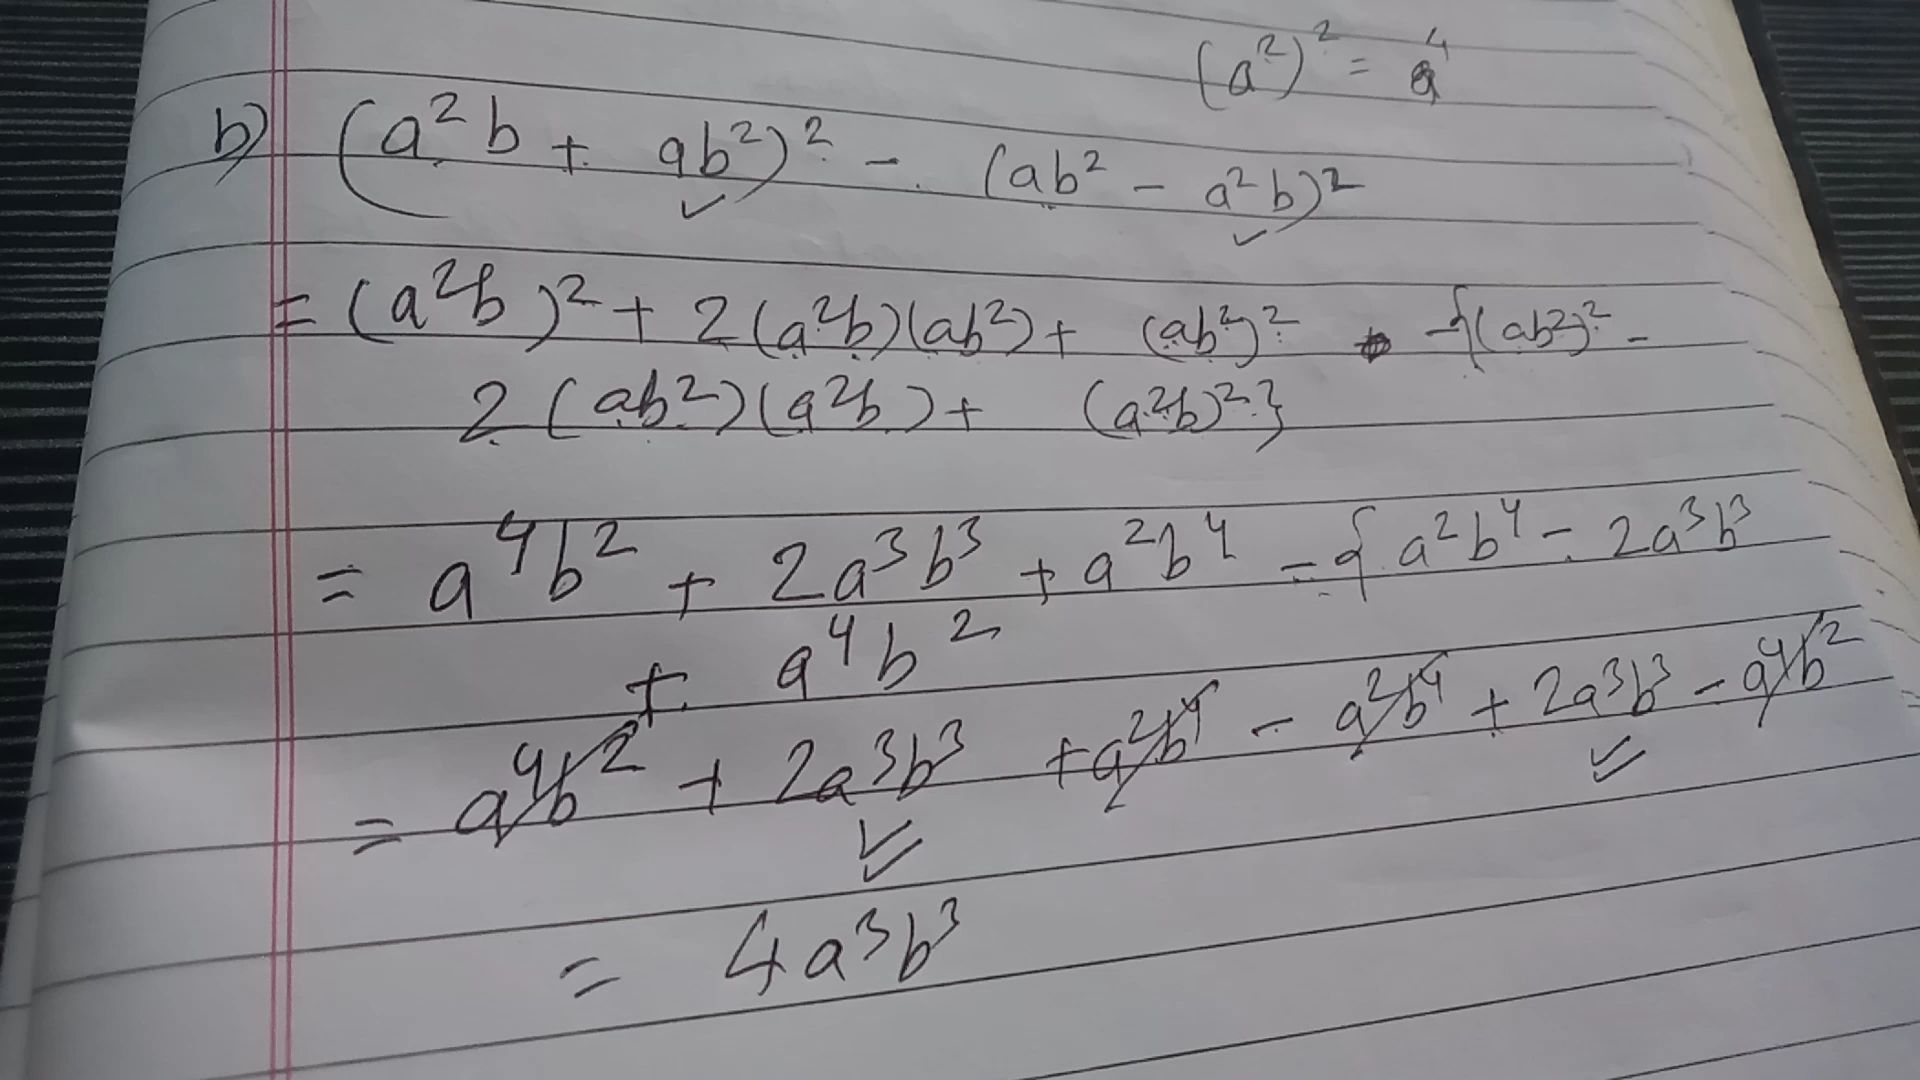 (a²)² = a⁴
b) (a²b + ab²)² - (ab² - a²b)²
= (a²b)² + 2(a²b)(ab²) + (ab²)² - {(ab²)² -
2(ab²)(a²b) + (a²b)²}
= a⁴b² + 2a³b³ + a²b⁴ - { a²b⁴ - 2a³b³
+ a⁴b²
= a⁴b² + 2a³b³ + a²b⁴ - a²b⁴ + 2a³b³ - a⁴b²
= 4a³b³